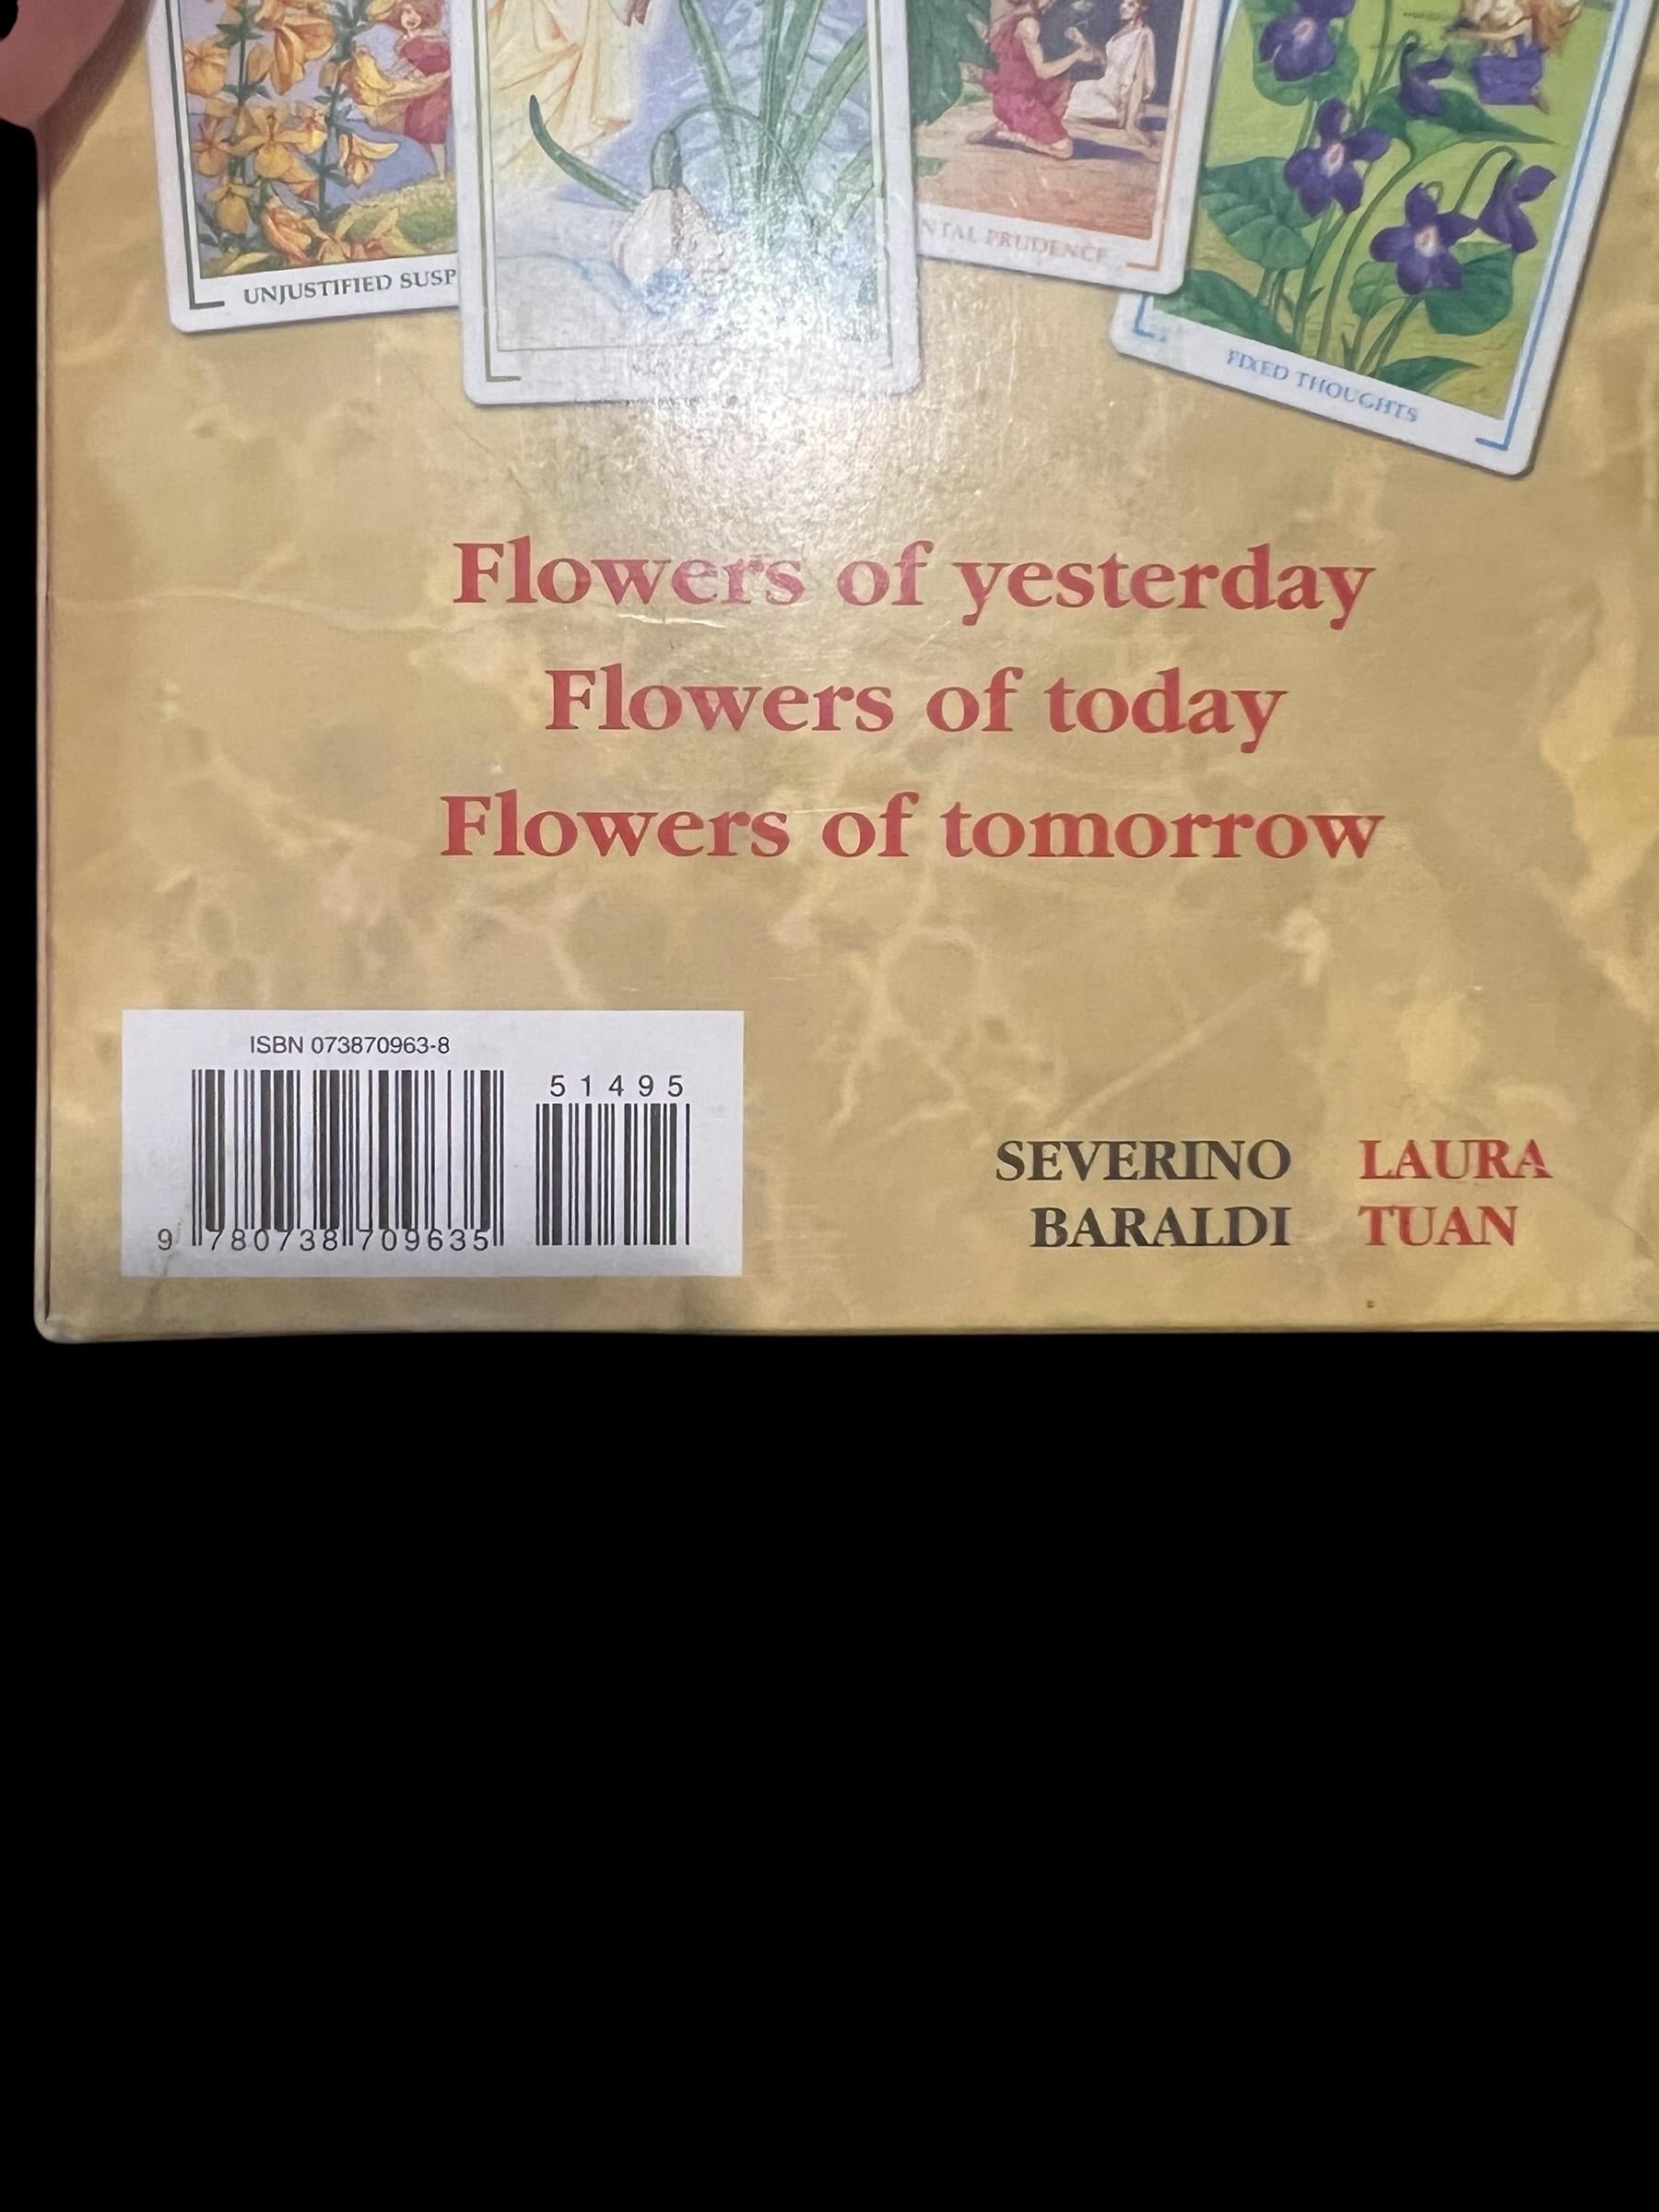 UNJUSTIFIED SUSP
NTAL PRUDENCE
FIXED THOUGHTS
Flowers of yesterday
Flowers of today
Flowers of tomorrow
ISBN 073870963-8
51495
9 780738 709635
SEVERINO
BARALDI
LAURA
TUAN